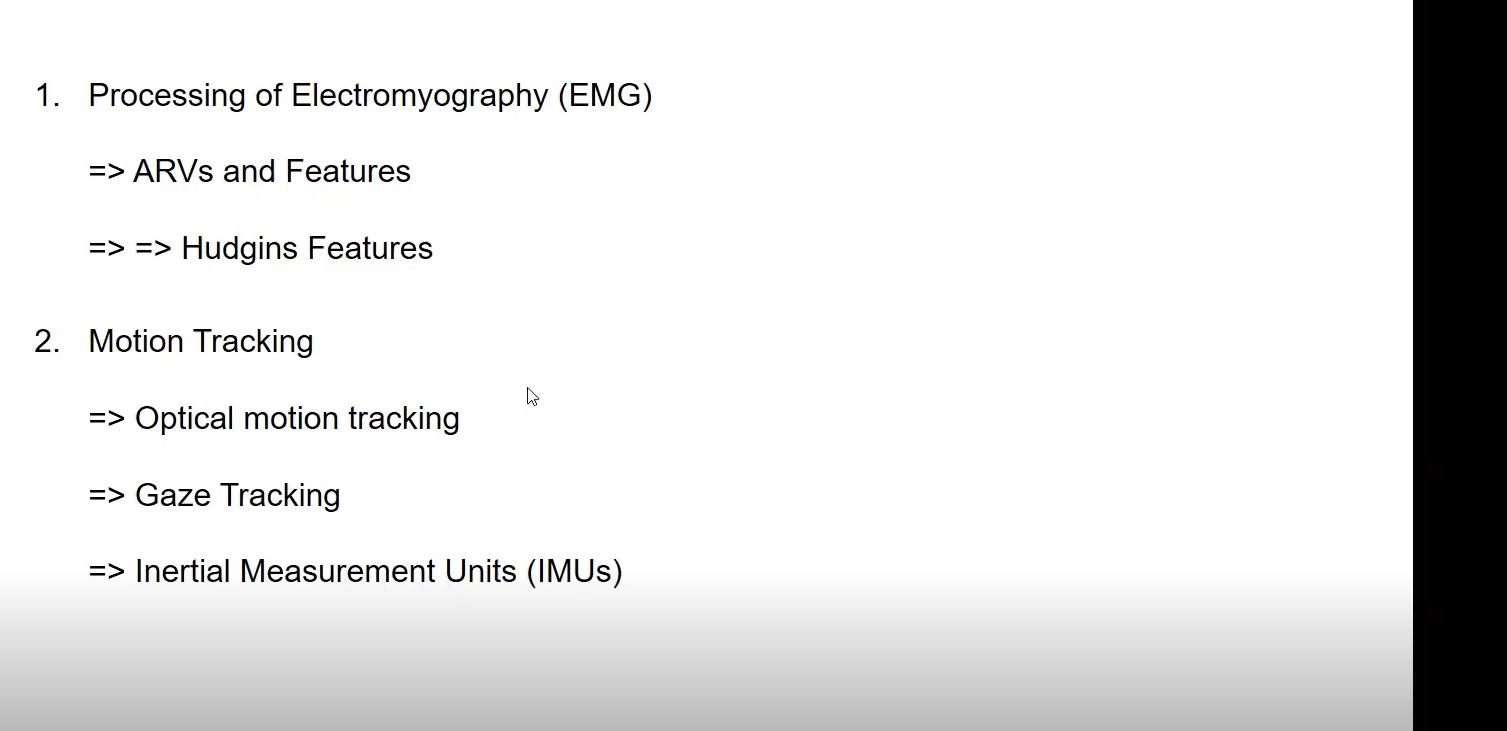 1. Processing of Electromyography (EMG)
=> ARVs and Features
=> => Hudgins Features
2. Motion Tracking
=> Optical motion tracking
=> Gaze Tracking
=> Inertial Measurement Units (IMUs)